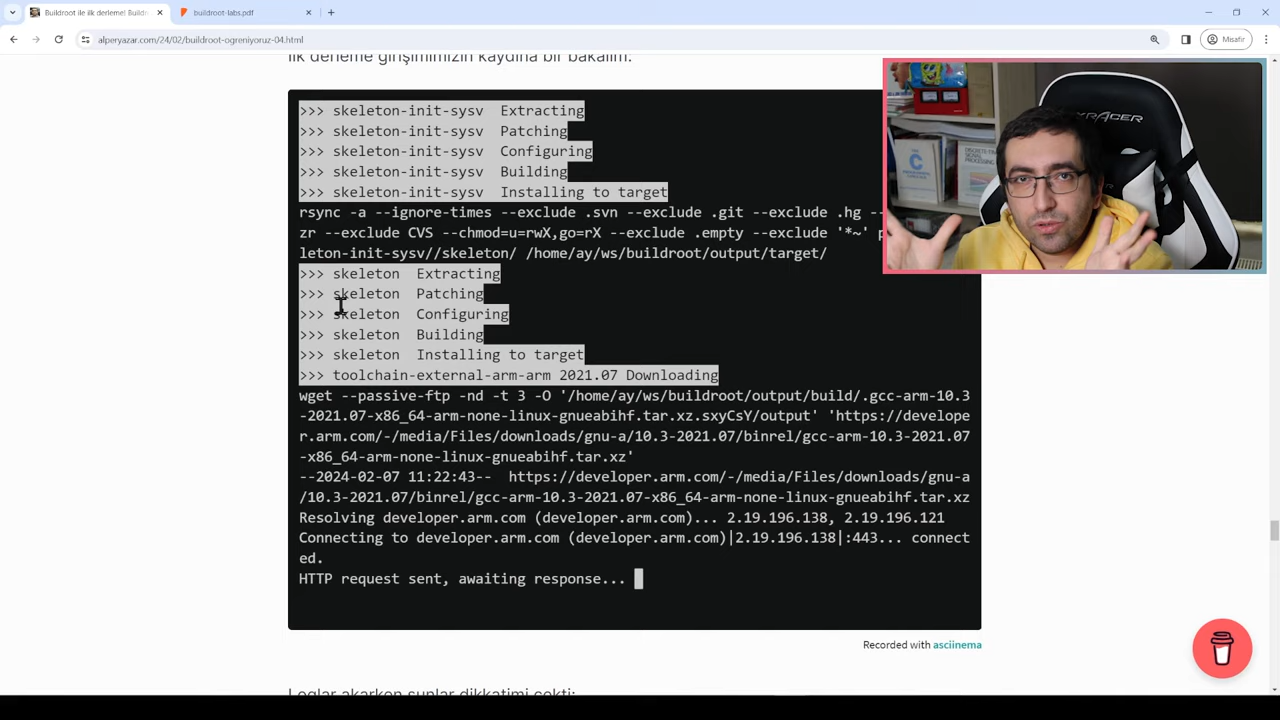 Buildroot ile ilk derleme! Buildr
buildroot-labs.pdf
alperyazar.com/24/02/buildroot-ogreniyoruz-04.html
Misafir
İlk derleme girişimimizin kaydına bir bakalım:
>>> skeleton-init-sysv  Extracting
>>> skeleton-init-sysv  Patching
>>> skeleton-init-sysv  Configuring
>>> skeleton-init-sysv  Building
>>> skeleton-init-sysv  Installing to target
rsync -a --ignore-times --exclude .svn --exclude .git --exclude .hg --
zr --exclude CVS --chmod=u=rwX,go=rX --exclude .empty --exclude '*~' p
leton-init-sysv//skeleton/ /home/ay/ws/buildroot/output/target/
>>> skeleton  Extracting
>>> skeleton  Patching
>>> skeleton  Configuring
>>> skeleton  Building
>>> skeleton  Installing to target
>>> toolchain-external-arm-arm 2021.07 Downloading
wget --passive-ftp -nd -t 3 -O '/home/ay/ws/buildroot/output/build/.gcc-arm-10.3
-2021.07-x86_64-arm-none-linux-gnueabihf.tar.xz.sxyCsY/output' 'https://develope
r.arm.com/-/media/Files/downloads/gnu-a/10.3-2021.07/binrel/gcc-arm-10.3-2021.07
-x86_64-arm-none-linux-gnueabihf.tar.xz'
--2024-02-07 11:22:43--  https://developer.arm.com/-/media/Files/downloads/gnu-a
/10.3-2021.07/binrel/gcc-arm-10.3-2021.07-x86_64-arm-none-linux-gnueabihf.tar.xz
Resolving developer.arm.com (developer.arm.com)... 2.19.196.138, 2.19.196.121
Connecting to developer.arm.com (developer.arm.com)|2.19.196.138|:443... connect
ed.
HTTP request sent, awaiting response...
Recorded with asciinema
Loglar akarken şunlar dikkatimi çekti:
XRACER